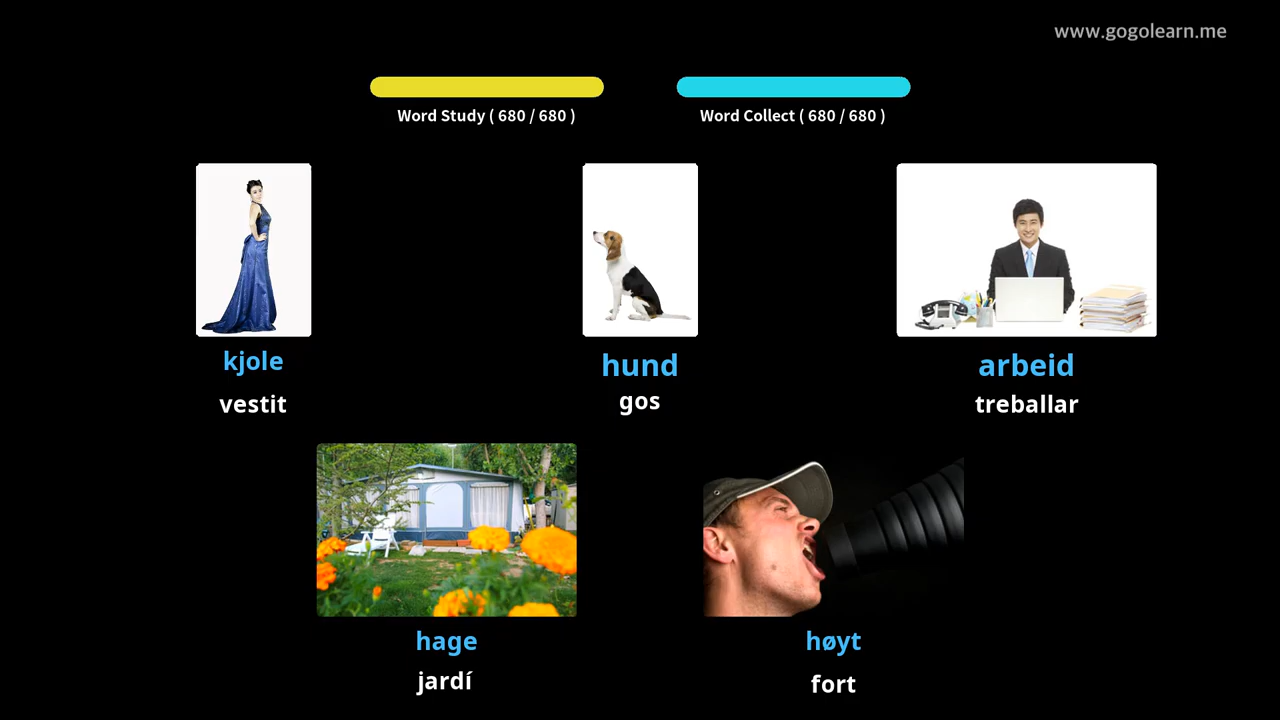 www.gogolearn.me
Word Study ( 680 / 680 )
Word Collect ( 680 / 680 )
kjole
vestit
hund
gos
arbeid
treballar
hage
jardí
høyt
fort